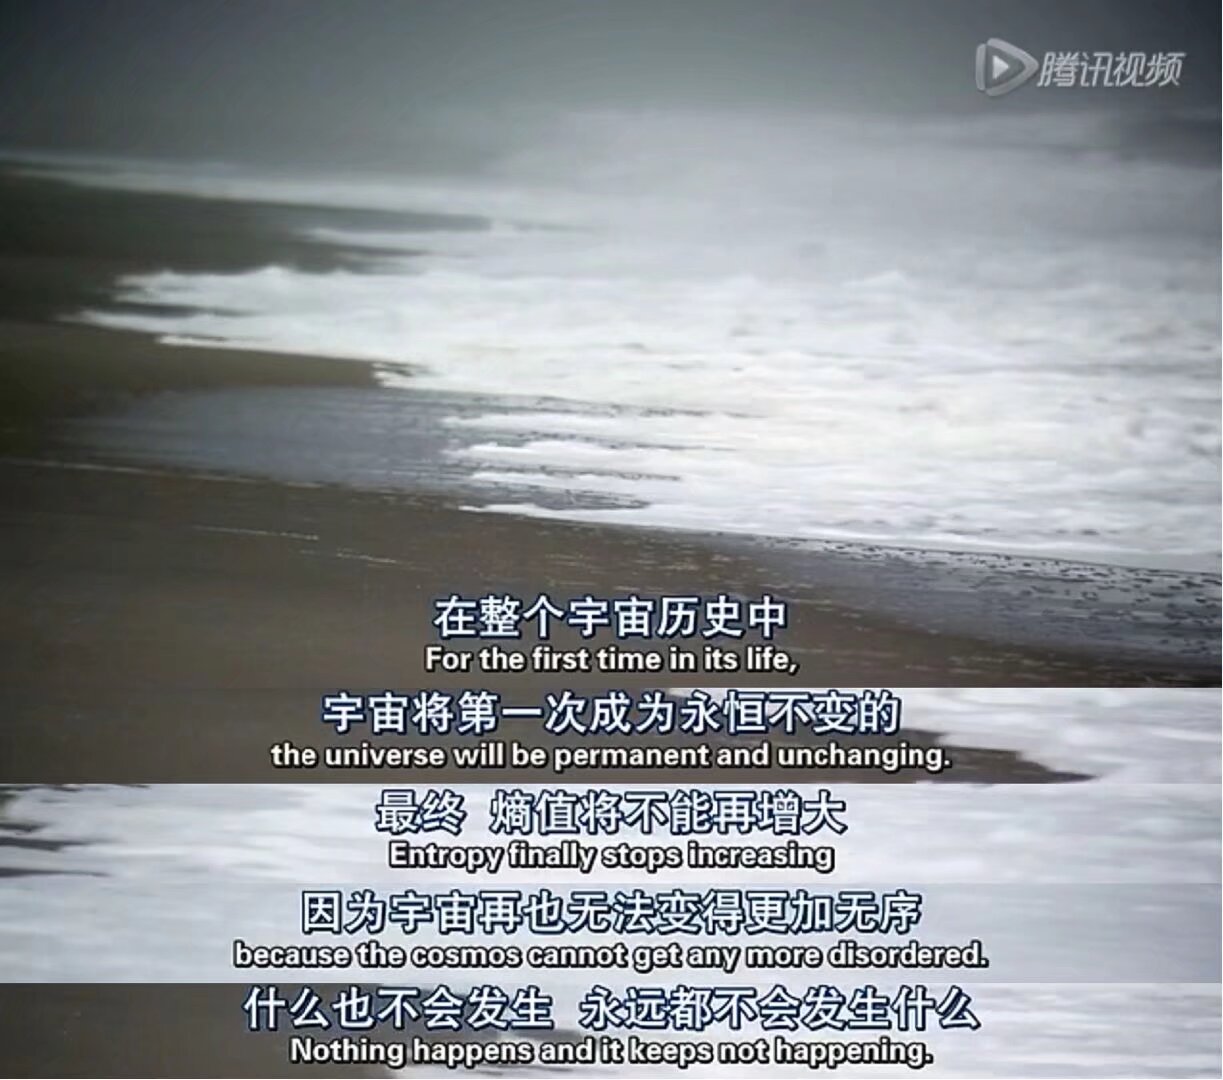 腾讯视频
在整个宇宙历史中
For the first time in its life,
宇宙将第一次成为永恒不变的
the universe will be permanent and unchanging.
最终 熵值将不能再增大
Entropy finally stops increasing
因为宇宙再也无法变得更加无序
because the cosmos cannot get any more disordered.
什么也不会发生 永远都不会发生什么
Nothing happens and it keeps not happening.